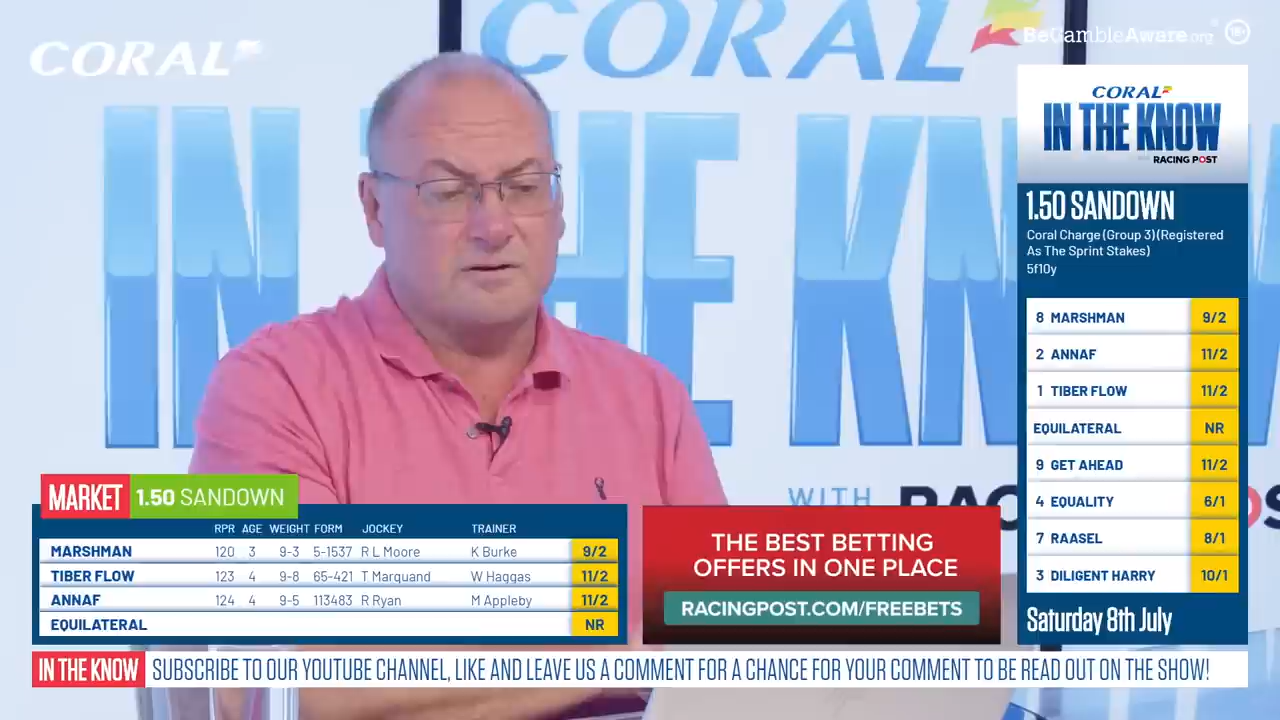 CORAL
CORAL
BeGambleAware.org
18+
IN THE KNOW
WITH
CORAL
IN THE KNOW
RACING POST
1.50 SANDOWN
Coral Charge (Group 3) (Registered
As The Sprint Stakes)
5f10y
8 MARSHMAN 9/2
2 ANNAF 11/2
1 TIBER FLOW 11/2
EQUILATERAL NR
9 GET AHEAD 11/2
4 EQUALITY 6/1
7 RAASEL 8/1
3 DILIGENT HARRY 10/1
Saturday 8th July
MARKET 1.50 SANDOWN
RPR AGE WEIGHT FORM JOCKEY TRAINER
MARSHMAN 120 3 9-3 5-1537 R L Moore K Burke 9/2
TIBER FLOW 123 4 9-8 65-421 T Marquand W Haggas 11/2
ANNAF 124 4 9-5 113483 R Ryan M Appleby 11/2
EQUILATERAL NR
THE BEST BETTING
OFFERS IN ONE PLACE
RACINGPOST.COM/FREEBETS
IN THE KNOW SUBSCRIBE TO OUR YOUTUBE CHANNEL, LIKE AND LEAVE US A COMMENT FOR A CHANCE FOR YOUR COMMENT TO BE READ OUT ON THE SHOW!